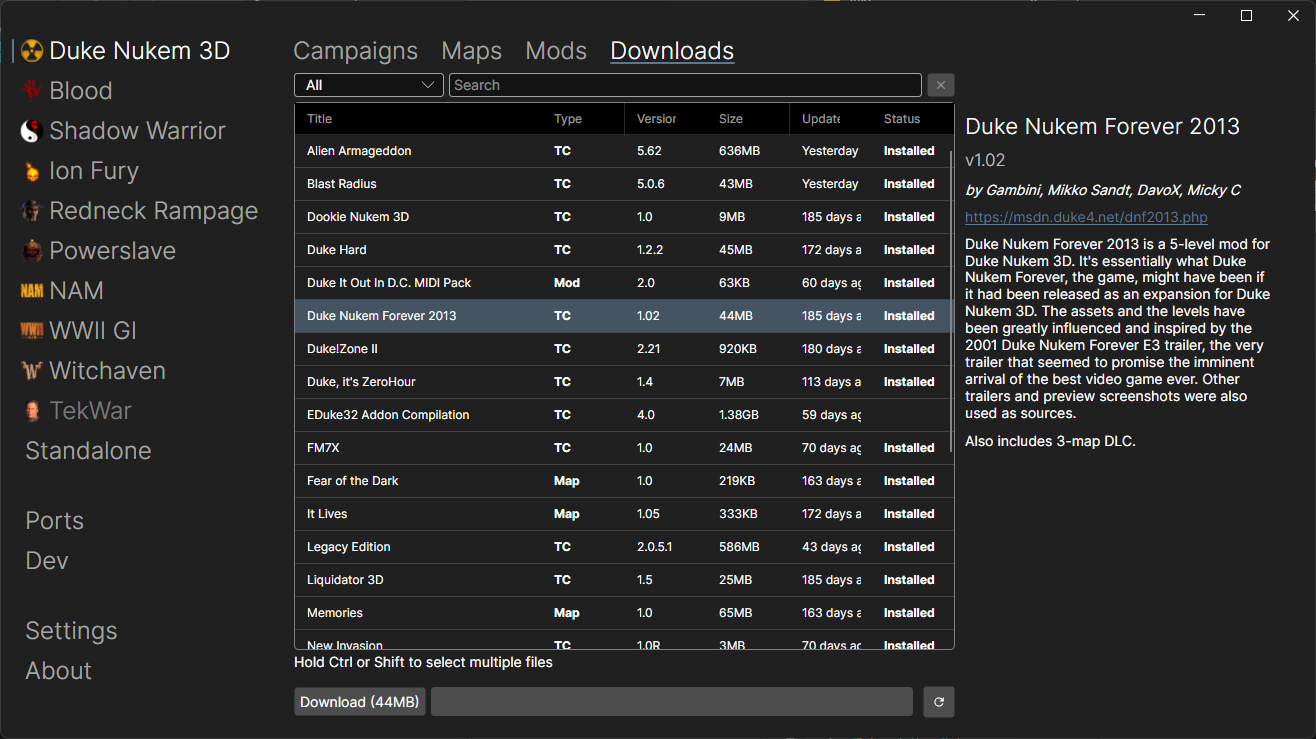 Duke Nukem 3D
Blood
Shadow Warrior
Ion Fury
Redneck Rampage
Powerslave
NAM NAM
WWII WWII GI
Witchaven
TekWar
Standalone
Ports
Dev
Settings
About
Campaigns Maps Mods Downloads
All Search
Title Type Version Size Update Status
Alien Armageddon TC 5.62 636MB Yesterday Installed
Blast Radius TC 5.0.6 43MB Yesterday Installed
Dookie Nukem 3D TC 1.0 9MB 185 days a Installed
Duke Hard TC 1.2.2 45MB 172 days a Installed
Duke It Out In D.C. MIDI Pack Mod 2.0 63KB 60 days ag Installed
Duke Nukem Forever 2013 TC 1.02 44MB 185 days a Installed
Duke!Zone II TC 2.21 920KB 180 days a Installed
Duke, it's ZeroHour TC 1.4 7MB 113 days a Installed
EDuke32 Addon Compilation TC 4.0 1.38GB 59 days ag
FM7X TC 1.0 24MB 70 days ag Installed
Fear of the Dark Map 1.0 219KB 163 days a Installed
It Lives Map 1.05 333KB 172 days a Installed
Legacy Edition TC 2.0.5.1 586MB 43 days ag Installed
Liquidator 3D TC 1.5 25MB 185 days a Installed
Memories Map 1.0 65MB 163 days a Installed
New Invasion TC 1.0R 3MB 70 days ag Installed
Hold Ctrl or Shift to select multiple files
Download (44MB)
Duke Nukem Forever 2013
v1.02
by Gambini, Mikko Sandt, DavoX, Micky C
https://msdn.duke4.net/dnf2013.php
Duke Nukem Forever 2013 is a 5-level mod for
Duke Nukem 3D. It's essentially what Duke
Nukem Forever, the game, might have been if
it had been released as an expansion for Duke
Nukem 3D. The assets and the levels have
been greatly influenced and inspired by the
2001 Duke Nukem Forever E3 trailer, the very
trailer that seemed to promise the imminent
arrival of the best video game ever. Other
trailers and preview screenshots were also
used as sources.
Also includes 3-map DLC.